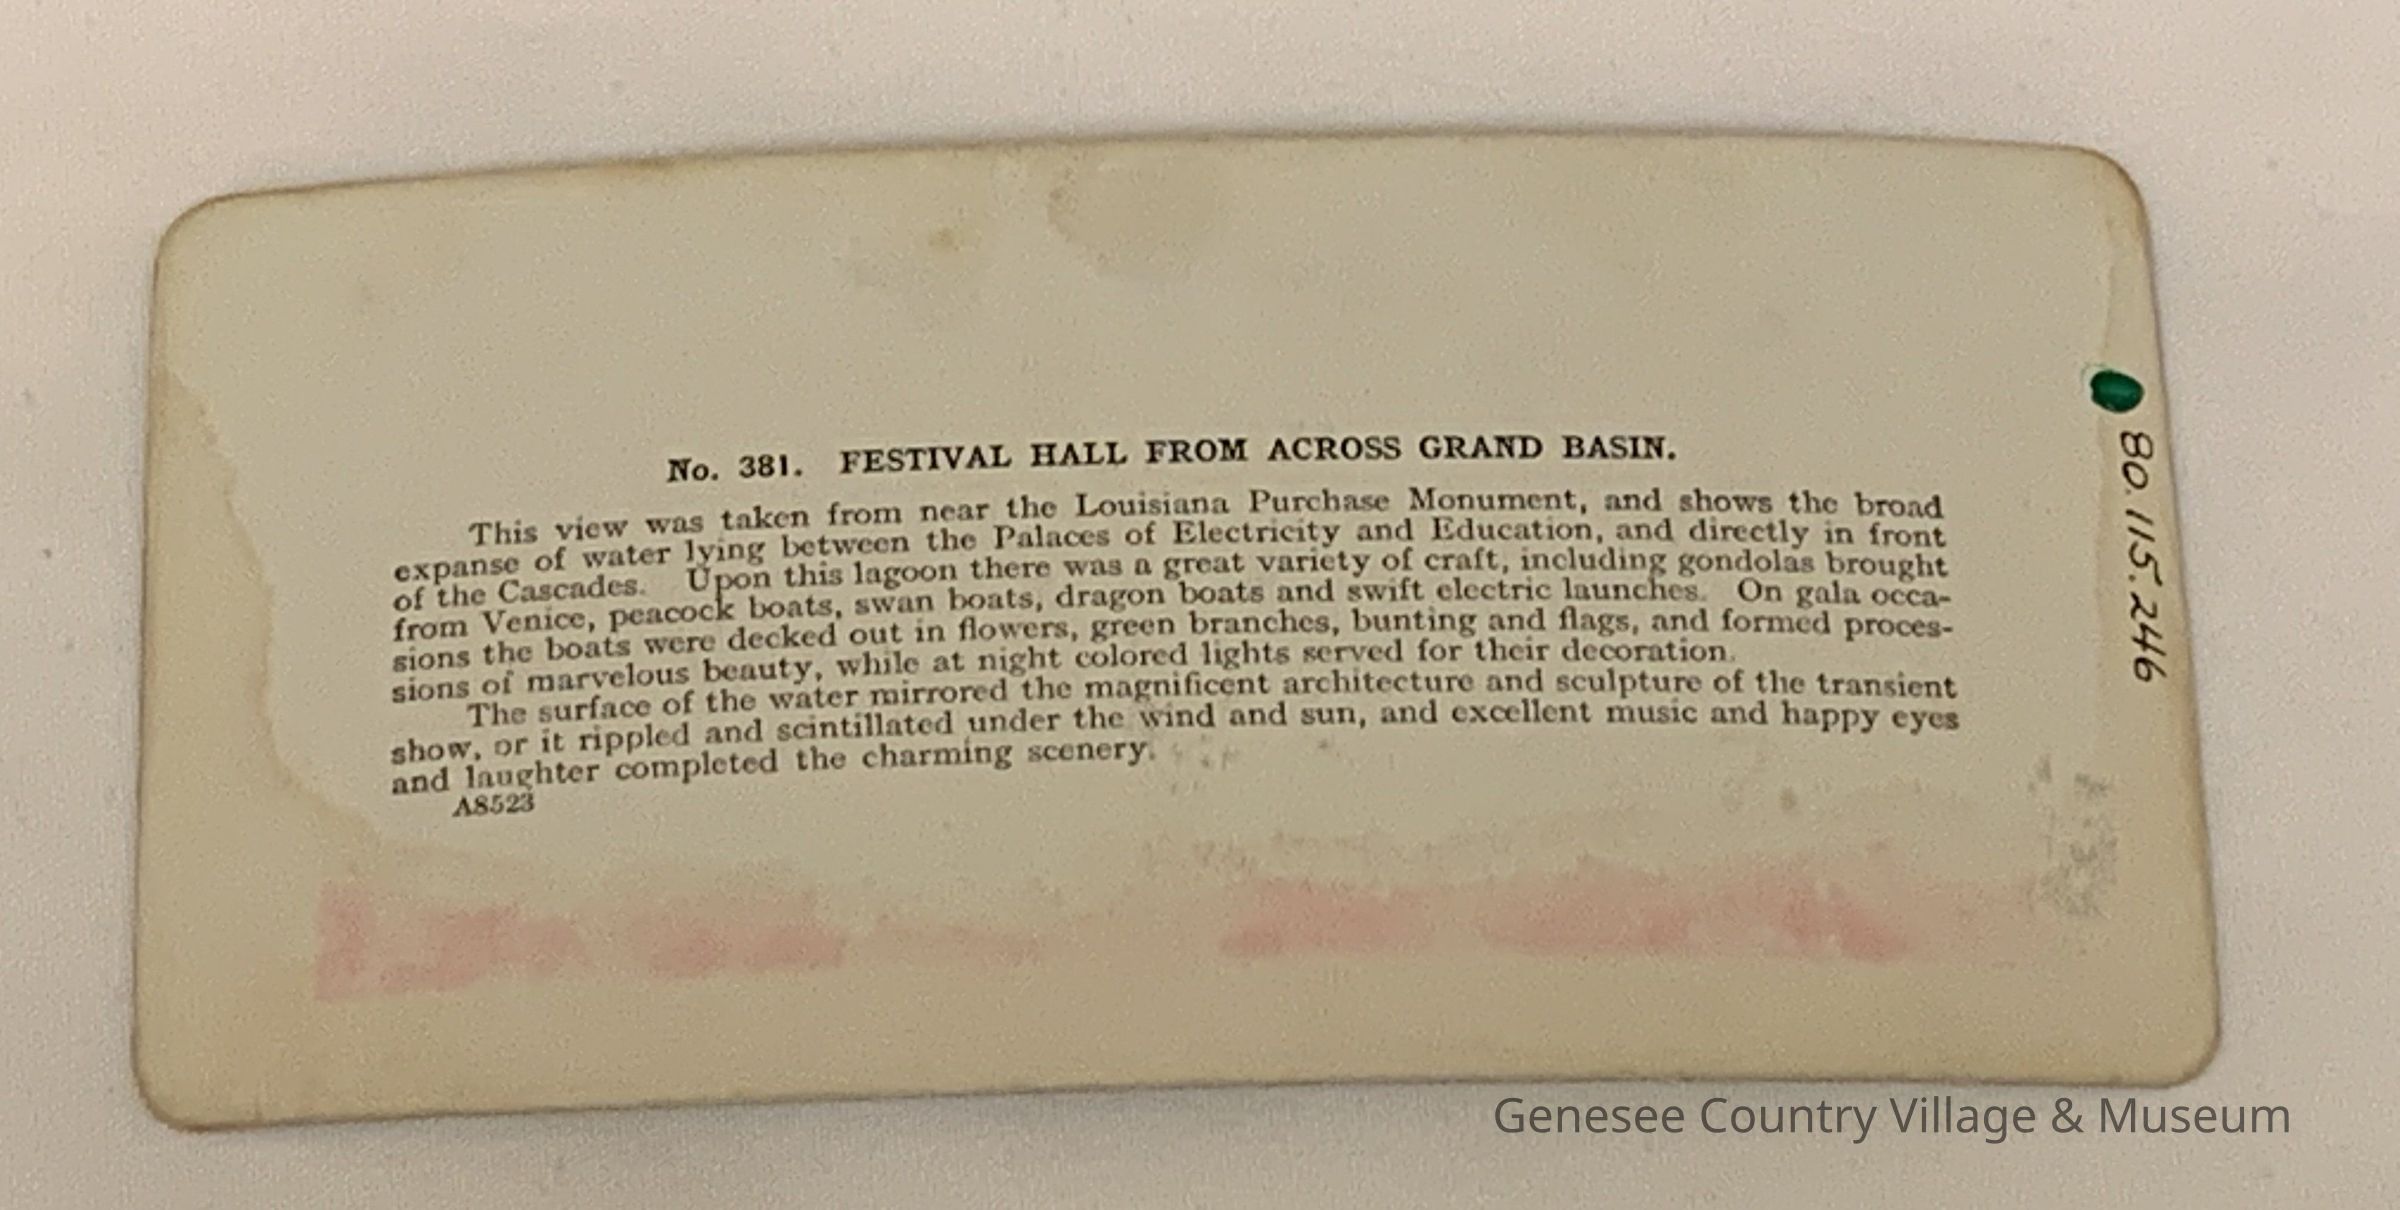 No. 381. FESTIVAL HALL FROM ACROSS GRAND BASIN.
This view was taken from near the Louisiana Purchase Monument, and shows the broad
expanse of water lying between the Palaces of Electricity and Education, and directly in front
of the Cascades. Upon this lagoon there was a great variety of craft, including gondolas brought
from Venice, peacock boats, swan boats, dragon boats and swift electric launches. On gala occa-
sions the boats were decked out in flowers, green branches, bunting and flags, and formed proces-
sions of marvelous beauty, while at night colored lights served for their decoration.
The surface of the water mirrored the magnificent architecture and sculpture of the transient
show, or it rippled and scintillated under the wind and sun, and excellent music and happy eyes
and laughter completed the charming scenery.
A8523
80.115.246
Genesee Country Village & Museum